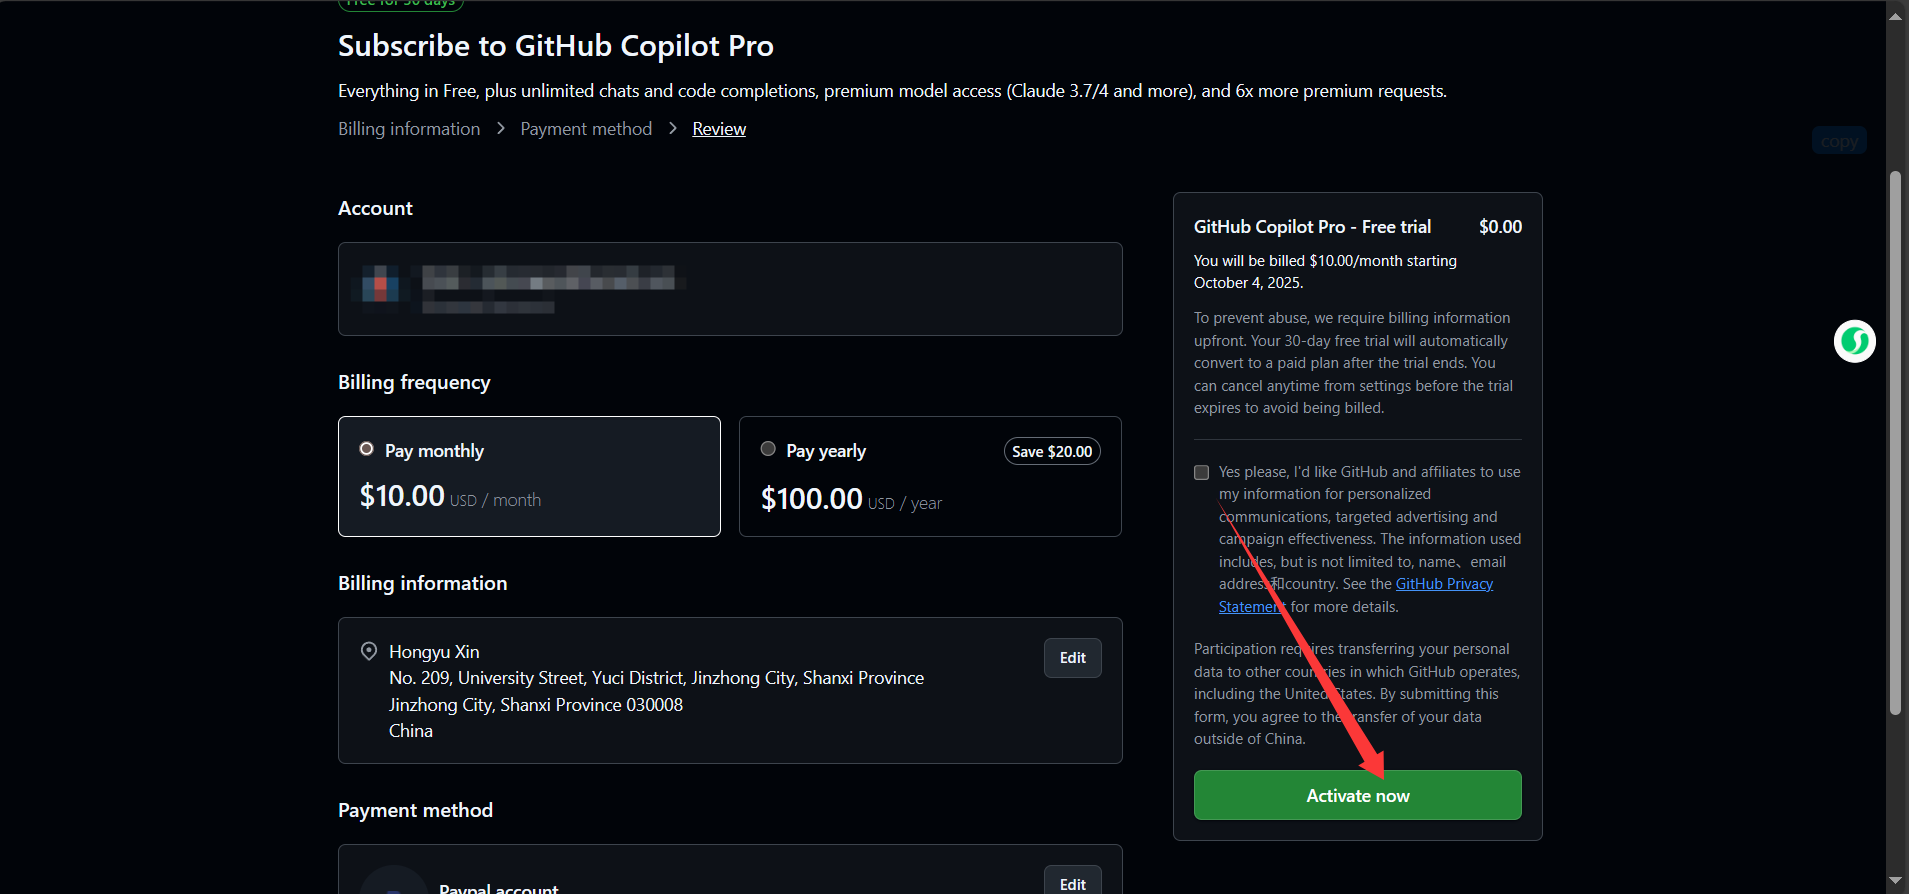 Free for 30 days
Subscribe to GitHub Copilot Pro
Everything in Free, plus unlimited chats and code completions, premium model access (Claude 3.7/4 and more), and 6x more premium requests.
Billing information > Payment method > Review
copy
Account
Billing frequency
Pay monthly
$10.00 USD / month
Pay yearly
Save $20.00
$100.00 USD / year
Billing information
Hongyu Xin
No. 209, University Street, Yuci District, Jinzhong City, Shanxi Province
Jinzhong City, Shanxi Province 030008
China
Edit
Payment method
Paypal account
Edit
GitHub Copilot Pro - Free trial $0.00
You will be billed $10.00/month starting
October 4, 2025.
To prevent abuse, we require billing information
upfront. Your 30-day free trial will automatically
convert to a paid plan after the trial ends. You
can cancel anytime from settings before the trial
expires to avoid being billed.
Yes please, I'd like GitHub and affiliates to use
my information for personalized
communications, targeted advertising and
campaign effectiveness. The information used
includes, but is not limited to, name、email
address和country. See the GitHub Privacy
Statement for more details.
Participation requires transferring your personal
data to other countries in which GitHub operates,
including the United States. By submitting this
form, you agree to the transfer of your data
outside of China.
Activate now